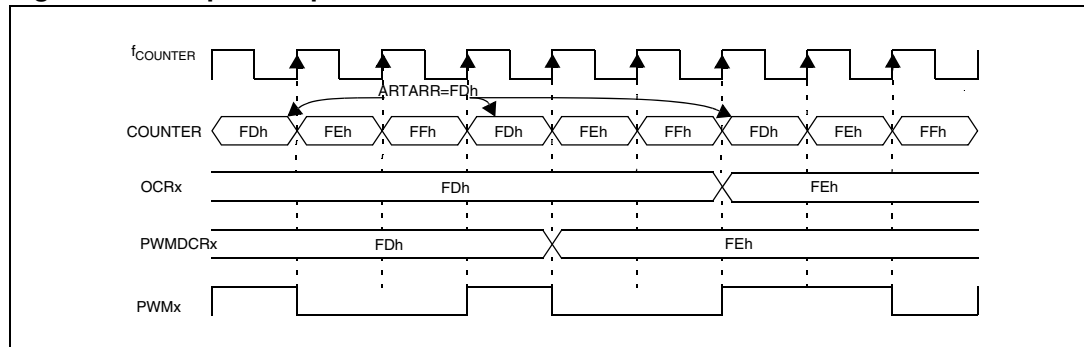 fCOUNTER
ARTARR=FDh
COUNTER FDh FEh FFh FDh FEh FFh FDh FEh FFh
OCRx FDh FEh
PWMDCRx FDh FEh
PWMx